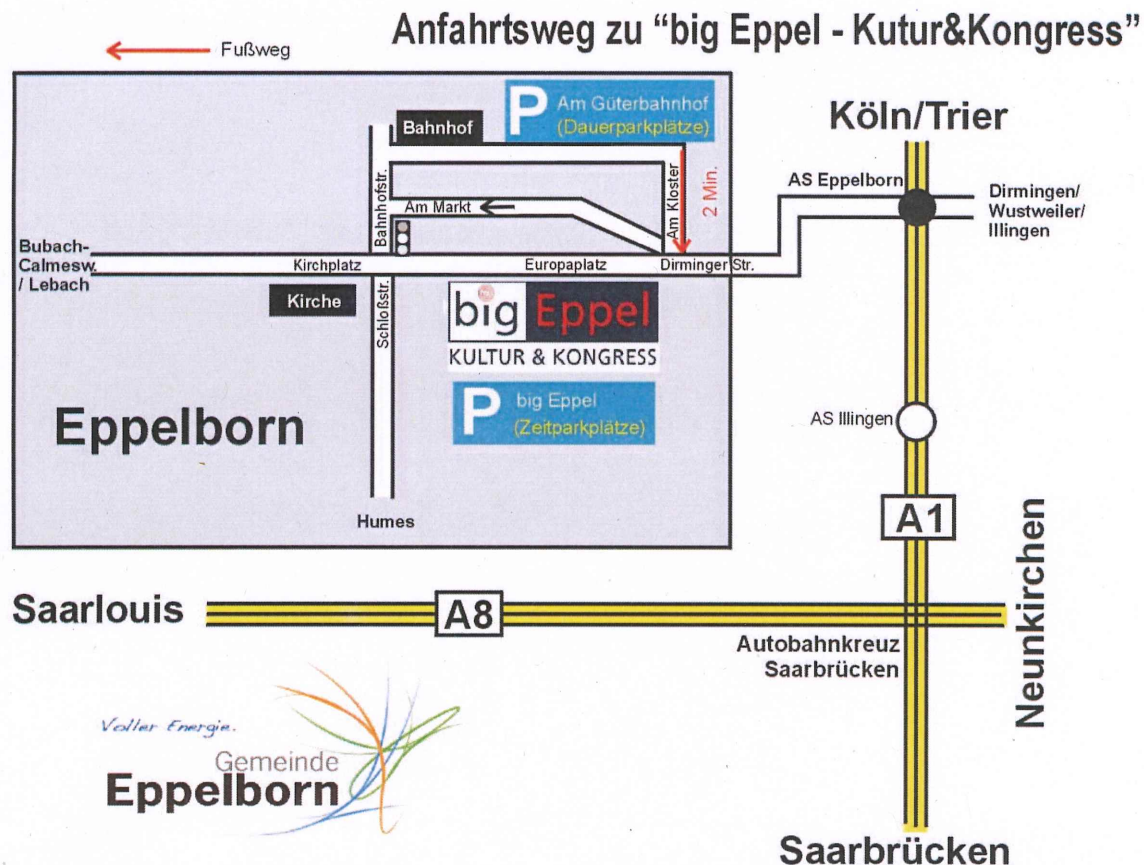 Anfahrtsweg zu “big Eppel - Kutur&Kongress”
Fußweg
P Am Güterbahnhof
(Dauerparkplätze)
Bahnhof
Bahnhofstr.
Am Markt
Am Kloster
2 Min.
Bubach-
Calmesw.
/ Lebach
Kirchplatz
Europaplatz
Dirminger Str.
Kirche
Schloßstr.
big Eppel
KULTUR & KONGRESS
P big Eppel
(Zeitparkplätze)
Eppelborn
Humes
Köln/Trier
AS Eppelborn
Dirmingen/
Wustweiler/
Illingen
AS Illingen
A1
Saarlouis
A8
Autobahnkreuz
Saarbrücken
Neunkirchen
Saarbrücken
Voller Energie.
Gemeinde
Eppelborn